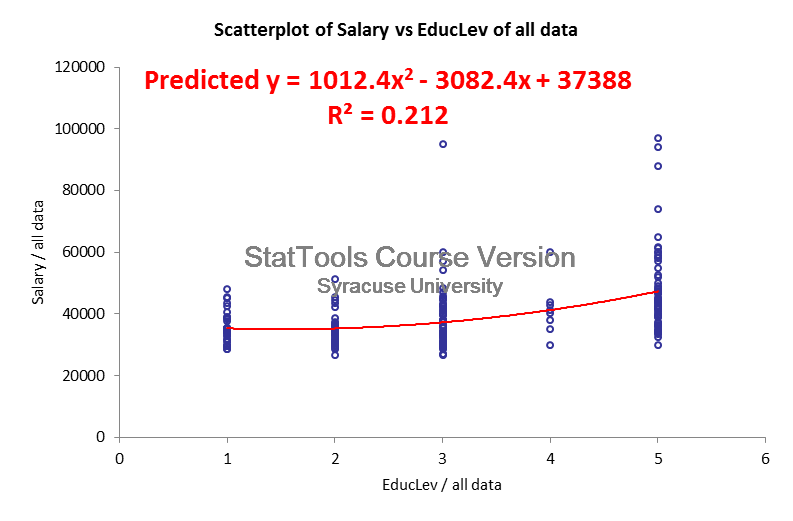 Scatterplot of Salary vs EducLev of all data
Predicted y = 1012.4x² - 3082.4x + 37388
R² = 0.212
120000
100000
80000
60000
40000
20000
0
Salary / all data
StatTools Course Version
Syracuse University
0 1 2 3 4 5 6
EducLev / all data